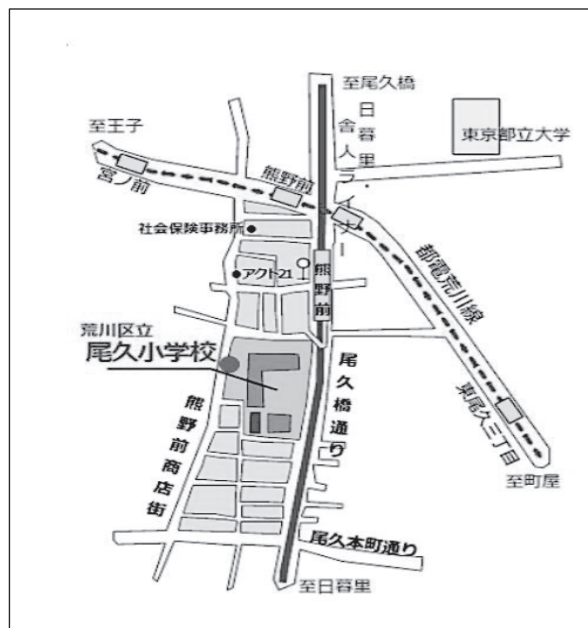 至尾久橋
日暮里・舎人ライナー
東京都立大学
至王子
宮ノ前
熊野前
社会保険事務所
アクト21
熊野前
都電荒川線
荒川区立
尾久小学校
尾久橋通り
熊野前商店街
東尾久三丁目
至町屋
尾久本町通り
至日暮里